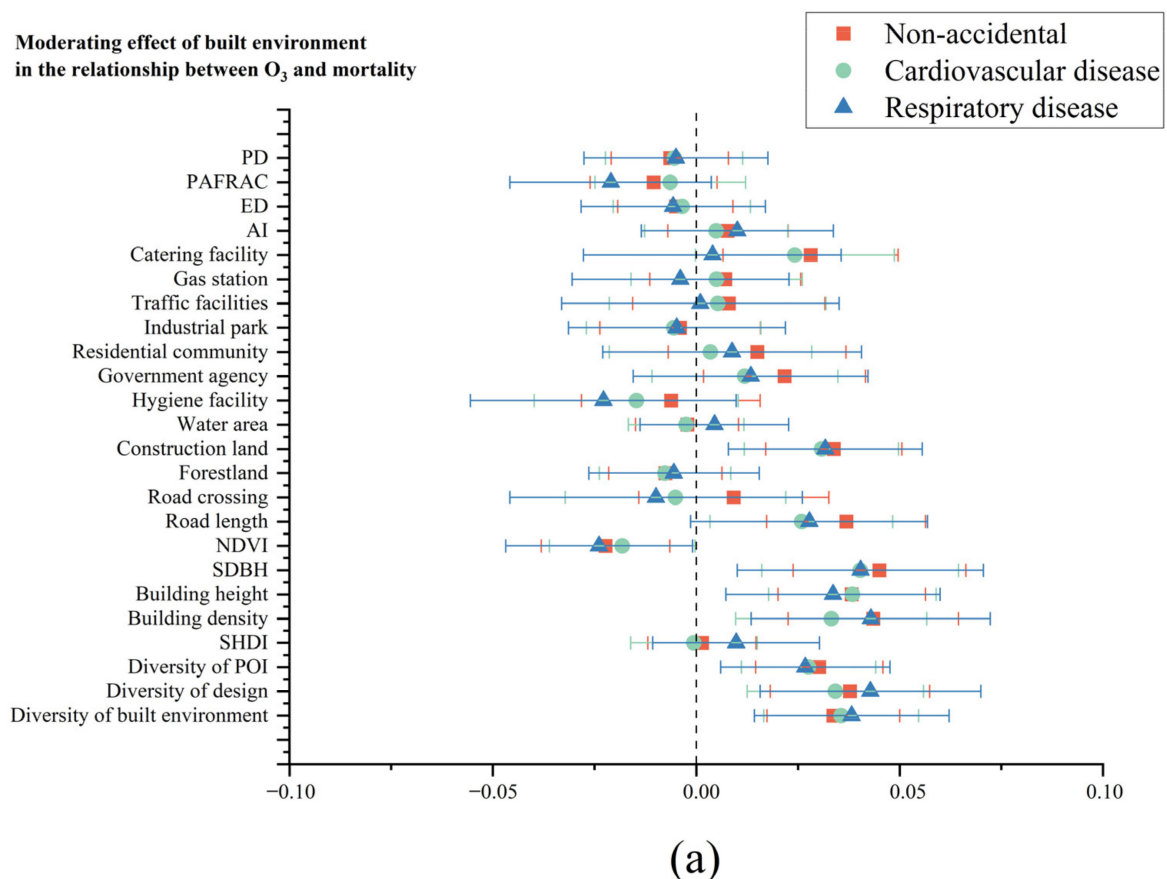 Moderating effect of built environment
in the relationship between O₃ and mortality
Non-accidental
Cardiovascular disease
Respiratory disease
PD
PAFRAC
ED
AI
Catering facility
Gas station
Traffic facilities
Industrial park
Residential community
Government agency
Hygiene facility
Water area
Construction land
Forestland
Road crossing
Road length
NDVI
SDBH
Building height
Building density
SHDI
Diversity of POI
Diversity of design
Diversity of built environment
−0.10 −0.05 0.00 0.05 0.10
(a)